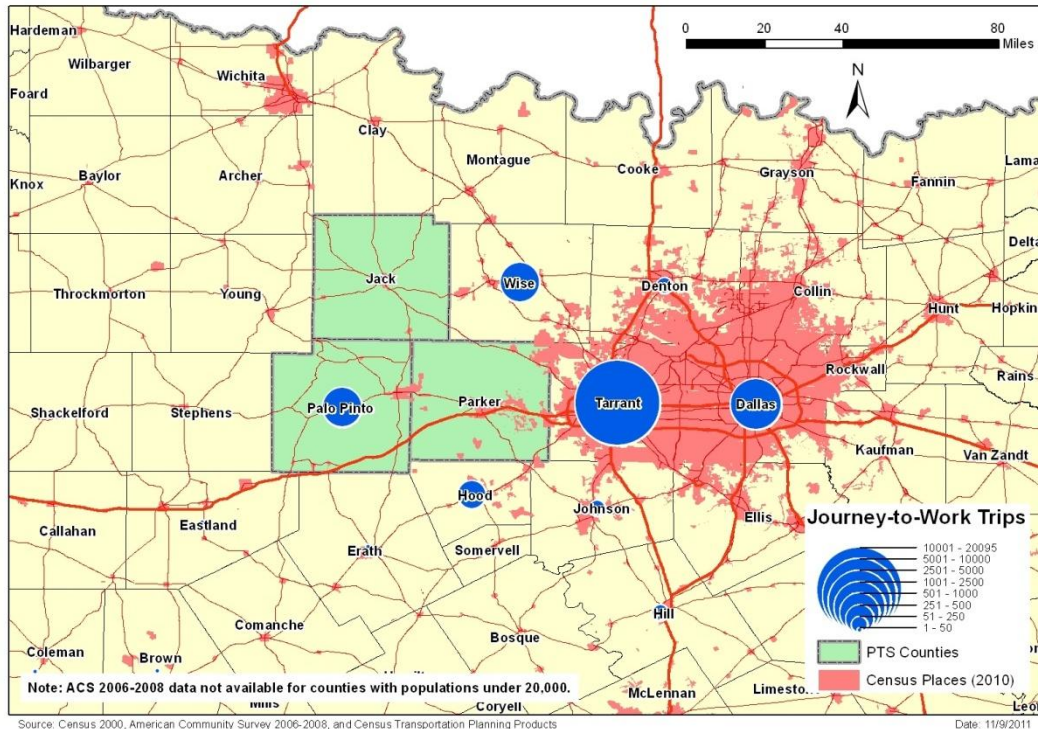 0 20 40 80
Miles
N
Hardeman
Wilbarger
Wichita
Foard
Clay
Montague
Cooke
Grayson
Fannin
Lama
Knox
Baylor
Archer
Delta
Jack
Wise
Denton
Collin
Throckmorton
Young
Hunt
Hopkin
Rockwall
Rains
Shackelford
Stephens
Palo Pinto
Parker
Tarrant
Dallas
Kaufman
Van Zandt
Hood
Johnson
Ellis
Callahan
Eastland
Erath
Somervell
Hill
Comanche
Bosque
Coleman
Brown
McLennan
Limest
Mills
Coryell
Leo
Journey-to-Work Trips
10001 - 20095
5001 - 10000
2501 - 5000
1001 - 2500
501 - 1000
251 - 500
51 - 250
1 - 50
PTS Counties
Census Places (2010)
Note: ACS 2006-2008 data not available for counties with populations under 20,000.
Source: Census 2000, American Community Survey 2006-2008, and Census Transportation Planning Products
Date: 11/9/2011